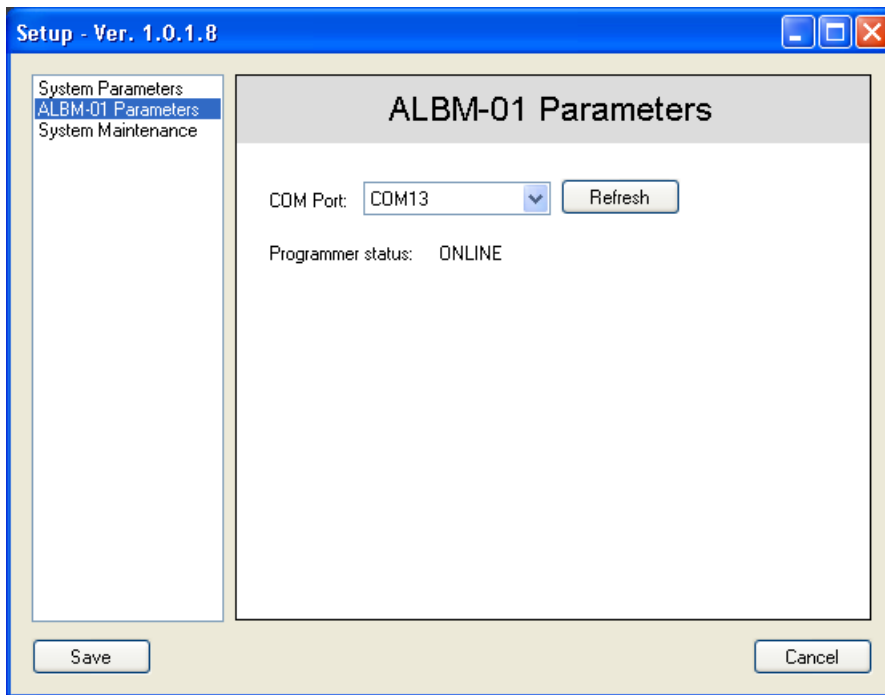 Setup - Ver. 1.0.1.8
System Parameters
ALBM-01 Parameters
System Maintenance
ALBM-01 Parameters
COM Port: COM13 Refresh
Programmer status: ONLINE
Save Cancel